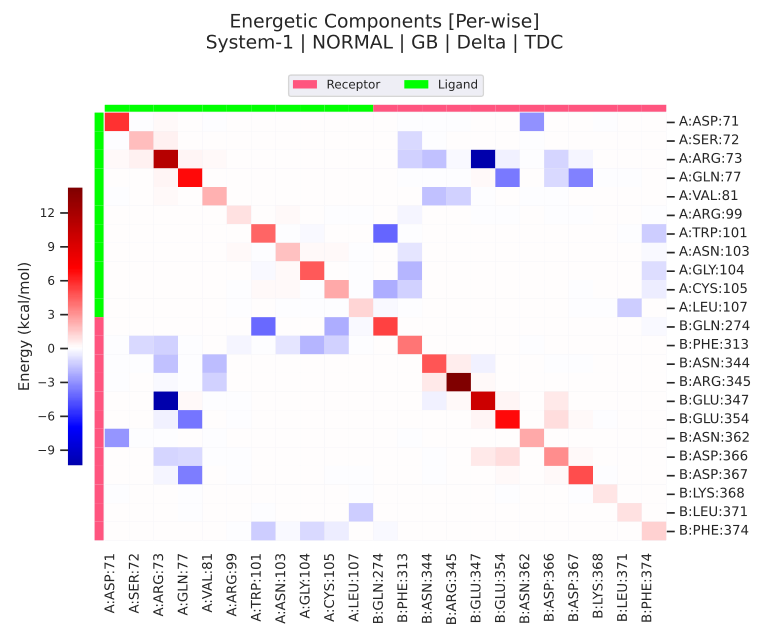 Energetic Components [Per-wise]
System-1 | NORMAL | GB | Delta | TDC
Receptor
Ligand
A:ASP:71
A:SER:72
A:ARG:73
A:GLN:77
A:VAL:81
A:ARG:99
A:TRP:101
A:ASN:103
A:GLY:104
A:CYS:105
A:LEU:107
B:GLN:274
B:PHE:313
B:ASN:344
B:ARG:345
B:GLU:347
B:GLU:354
B:ASN:362
B:ASP:366
B:ASP:367
B:LYS:368
B:LEU:371
B:PHE:374
Energy (kcal/mol)
12
9
6
3
0
−3
−6
−9
A:ASP:71
A:SER:72
A:ARG:73
A:GLN:77
A:VAL:81
A:ARG:99
A:TRP:101
A:ASN:103
A:GLY:104
A:CYS:105
A:LEU:107
B:GLN:274
B:PHE:313
B:ASN:344
B:ARG:345
B:GLU:347
B:GLU:354
B:ASN:362
B:ASP:366
B:ASP:367
B:LYS:368
B:LEU:371
B:PHE:374